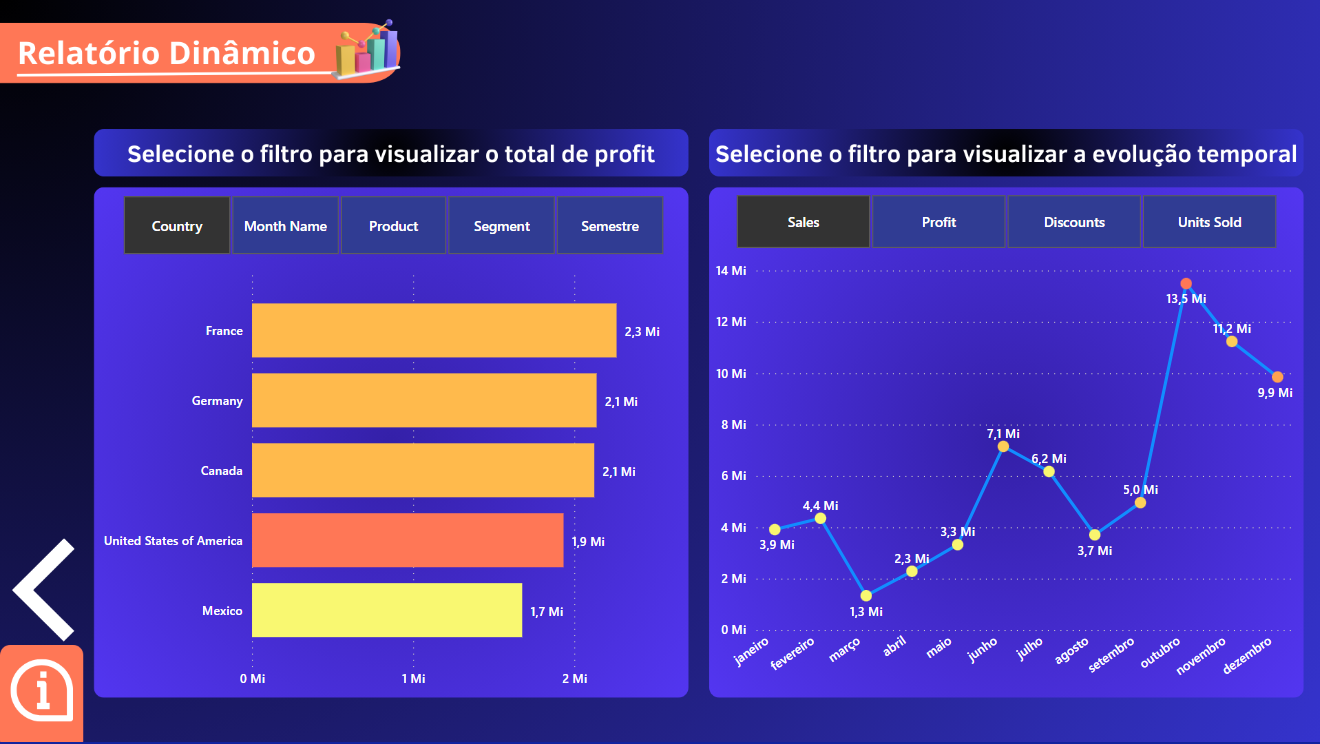 Relatório Dinâmico
Selecione o filtro para visualizar o total de profit
Country
Month Name
Product
Segment
Semestre
France
2,3 Mi
Germany
2,1 Mi
Canada
2,1 Mi
United States of America
1,9 Mi
Mexico
1,7 Mi
0 Mi
1 Mi
2 Mi
Selecione o filtro para visualizar a evolução temporal
Sales
Profit
Discounts
Units Sold
14 Mi
12 Mi
10 Mi
8 Mi
6 Mi
4 Mi
2 Mi
0 Mi
3,9 Mi
4,4 Mi
1,3 Mi
2,3 Mi
3,3 Mi
7,1 Mi
6,2 Mi
3,7 Mi
5,0 Mi
13,5 Mi
11,2 Mi
9,9 Mi
janeiro
fevereiro
março
abril
maio
junho
julho
agosto
setembro
outubro
novembro
dezembro
i